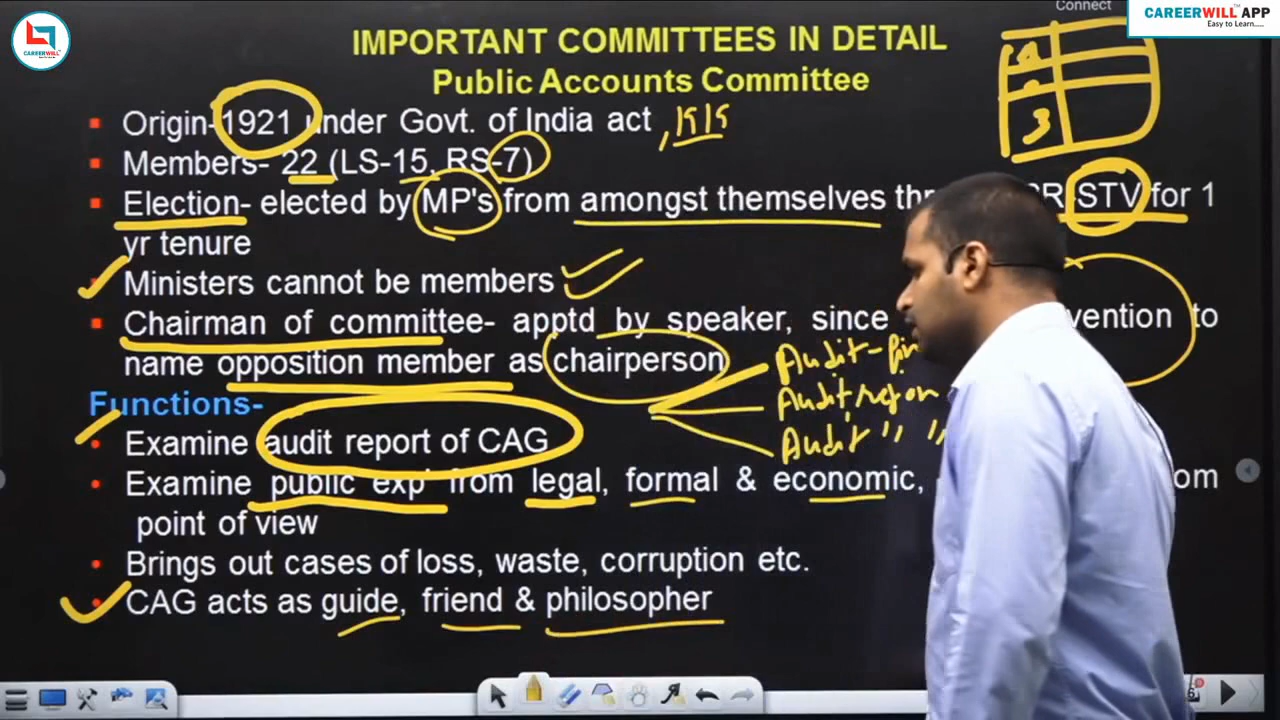 Connect
CAREERWILL APP
Easy to Learn.....
CAREERWILL
IMPORTANT COMMITTEES IN DETAIL
Public Accounts Committee
Origin-1921 under Govt. of India act , 1919
Members- 22 (LS-15, RS-7)
Election- elected by MP's from amongst themselves STV for 1
yr tenure
Ministers cannot be members
Chairman of committee- apptd by speaker, since to
name opposition member as chairperson
Audit -
Functions-
Audit report
Examine audit report of CAG
Audit " "
Examine public exp from legal, formal & economic,
point of view
Brings out cases of loss, waste, corruption etc.
CAG acts as guide, friend & philosopher